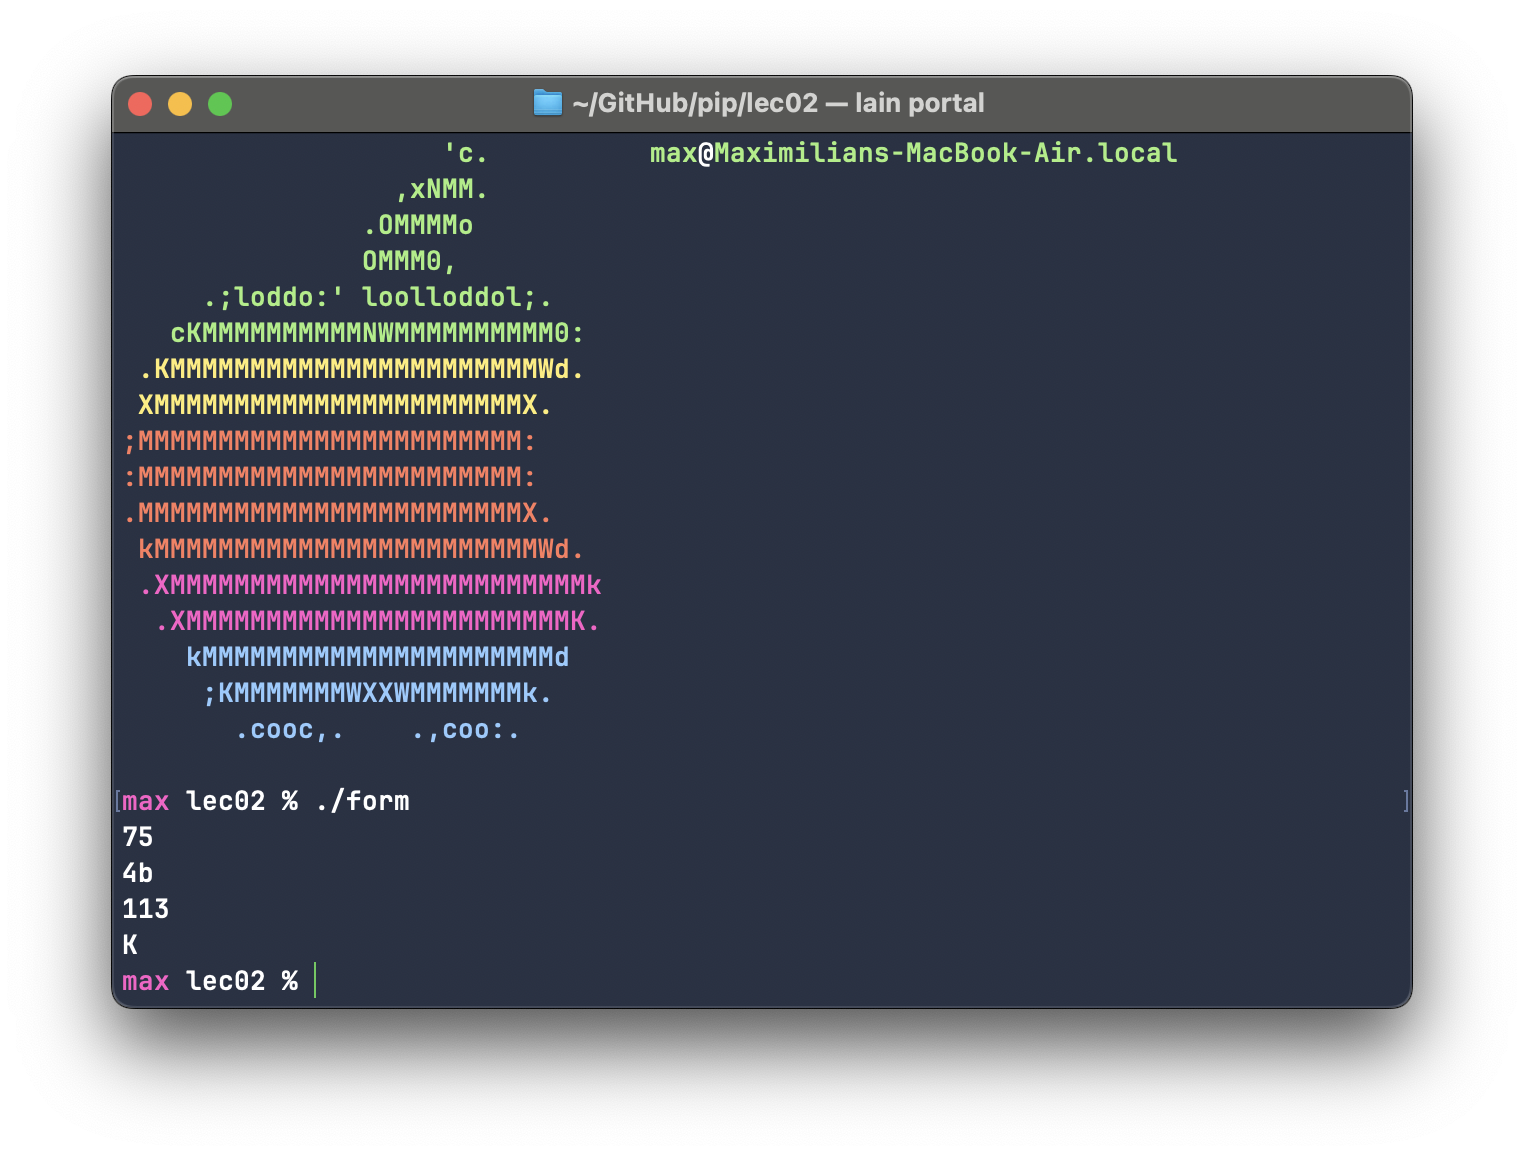 ~/GitHub/pip/lec02 — lain portal
'c.          max@Maximilians-MacBook-Air.local
,xNMM.
.OMMMMo
OMMM0,
.;loddo:' loolloddol;.
cKMMMMMMMMMMNWMMMMMMMMMM0:
.KMMMMMMMMMMMMMMMMMMMMMMMWd.
XMMMMMMMMMMMMMMMMMMMMMMMX.
;MMMMMMMMMMMMMMMMMMMMMMMM:
:MMMMMMMMMMMMMMMMMMMMMMMM:
.MMMMMMMMMMMMMMMMMMMMMMMMX.
kMMMMMMMMMMMMMMMMMMMMMMMMWd.
.XMMMMMMMMMMMMMMMMMMMMMMMMMMk
.XMMMMMMMMMMMMMMMMMMMMMMMMK.
kMMMMMMMMMMMMMMMMMMMMMMd
;KMMMMMMMWXXWMMMMMMMk.
.cooc,.    .,coo:.
[max lec02 % ./form ]
75
4b
113
K
max lec02 %